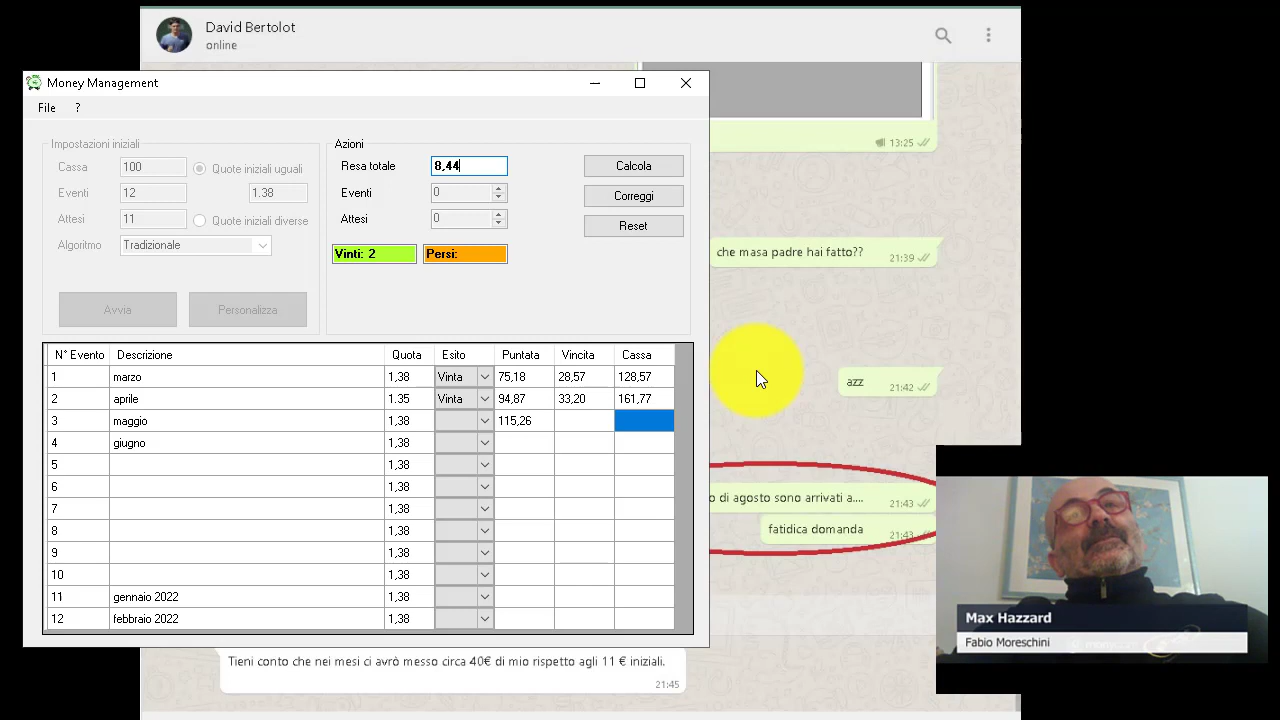 David Bertolot
online
Money Management
File ?
13:25
Impostazioni iniziali
Cassa 100 Quote iniziali uguali
Eventi 12 1.38
Attesi 11 Quote iniziali diverse
Algoritmo Tradizionale
Avvia Personalizza
Azioni
Resa totale 8,44 Calcola
Eventi 0 Correggi
Attesi 0 Reset
Vinti: 2 Persi:
che masa padre hai fatto??
21:39
N° Evento Descrizione Quota Esito Puntata Vincita Cassa
1 marzo 1,38 Vinta 75,18 28,57 128,57
2 aprile 1,35 Vinta 94,87 33,20 161,77
3 maggio 1,38 115,26
4 giugno 1,38
5 1,38
6 1,38
7 1,38
8 1,38
9 1,38
10 1,38
11 gennaio 2022 1,38
12 febbraio 2022 1,38
azz
21:42
o di agosto sono arrivati a....
21:43
fatidica domanda
21:43
Max Hazzard
Fabio Moreschini
Tieni conto che nei mesi ci avrò messo circa 40€ di mio rispetto agli 11 € iniziali.
21:45